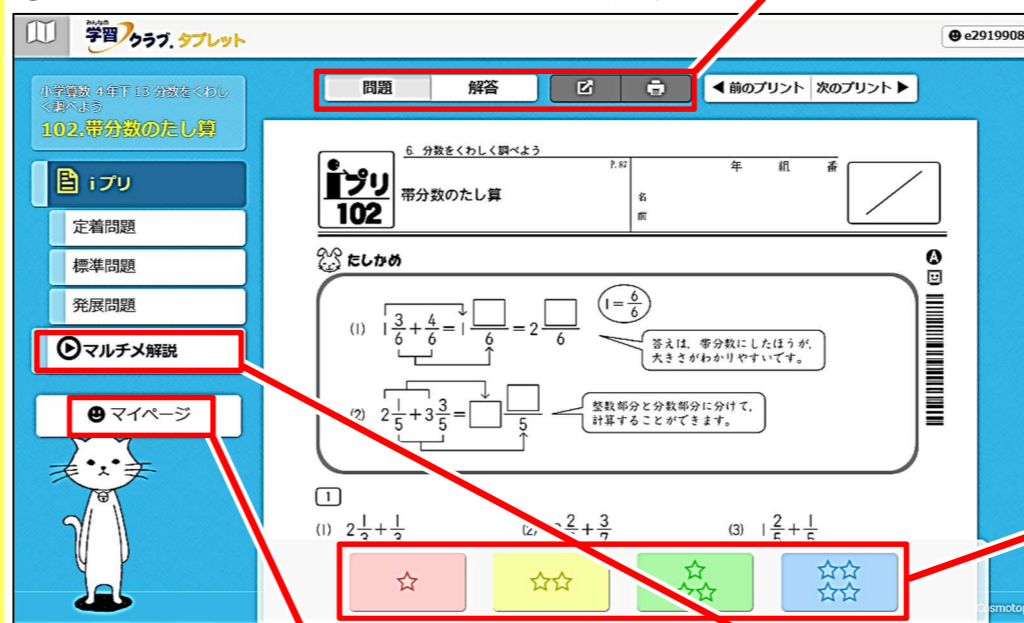 みんなの
学習クラブ.タブレット
e2919908
小学算数 4年下 13 分数をくわし
く調べよう
102.帯分数のたし算
iプリ
定着問題
標準問題
発展問題
マルチメ解説
マイページ
問題 解答
◀ 前のプリント 次のプリント ▶
6. 分数をくわしく調べよう
iプリ
102
帯分数のたし算
P.82
名
前
年 組 番
たしかめ
A
(1) 1 3/6 + 4/6 = 1 □/6 = 2 □/6
1 = 6/6
答えは，帯分数にしたほうが，
大きさがわかりやすいです。
(2) 2 1/5 + 3 3/5 = □ □/5
整数部分と分数部分に分けて，
計算することができます。
1
(1) 2 1/3 + 1/3 (2) 2/7 + 3/7 (3) 1 2/5 + 1/5
☆ ☆☆ ☆☆☆ ☆☆☆☆